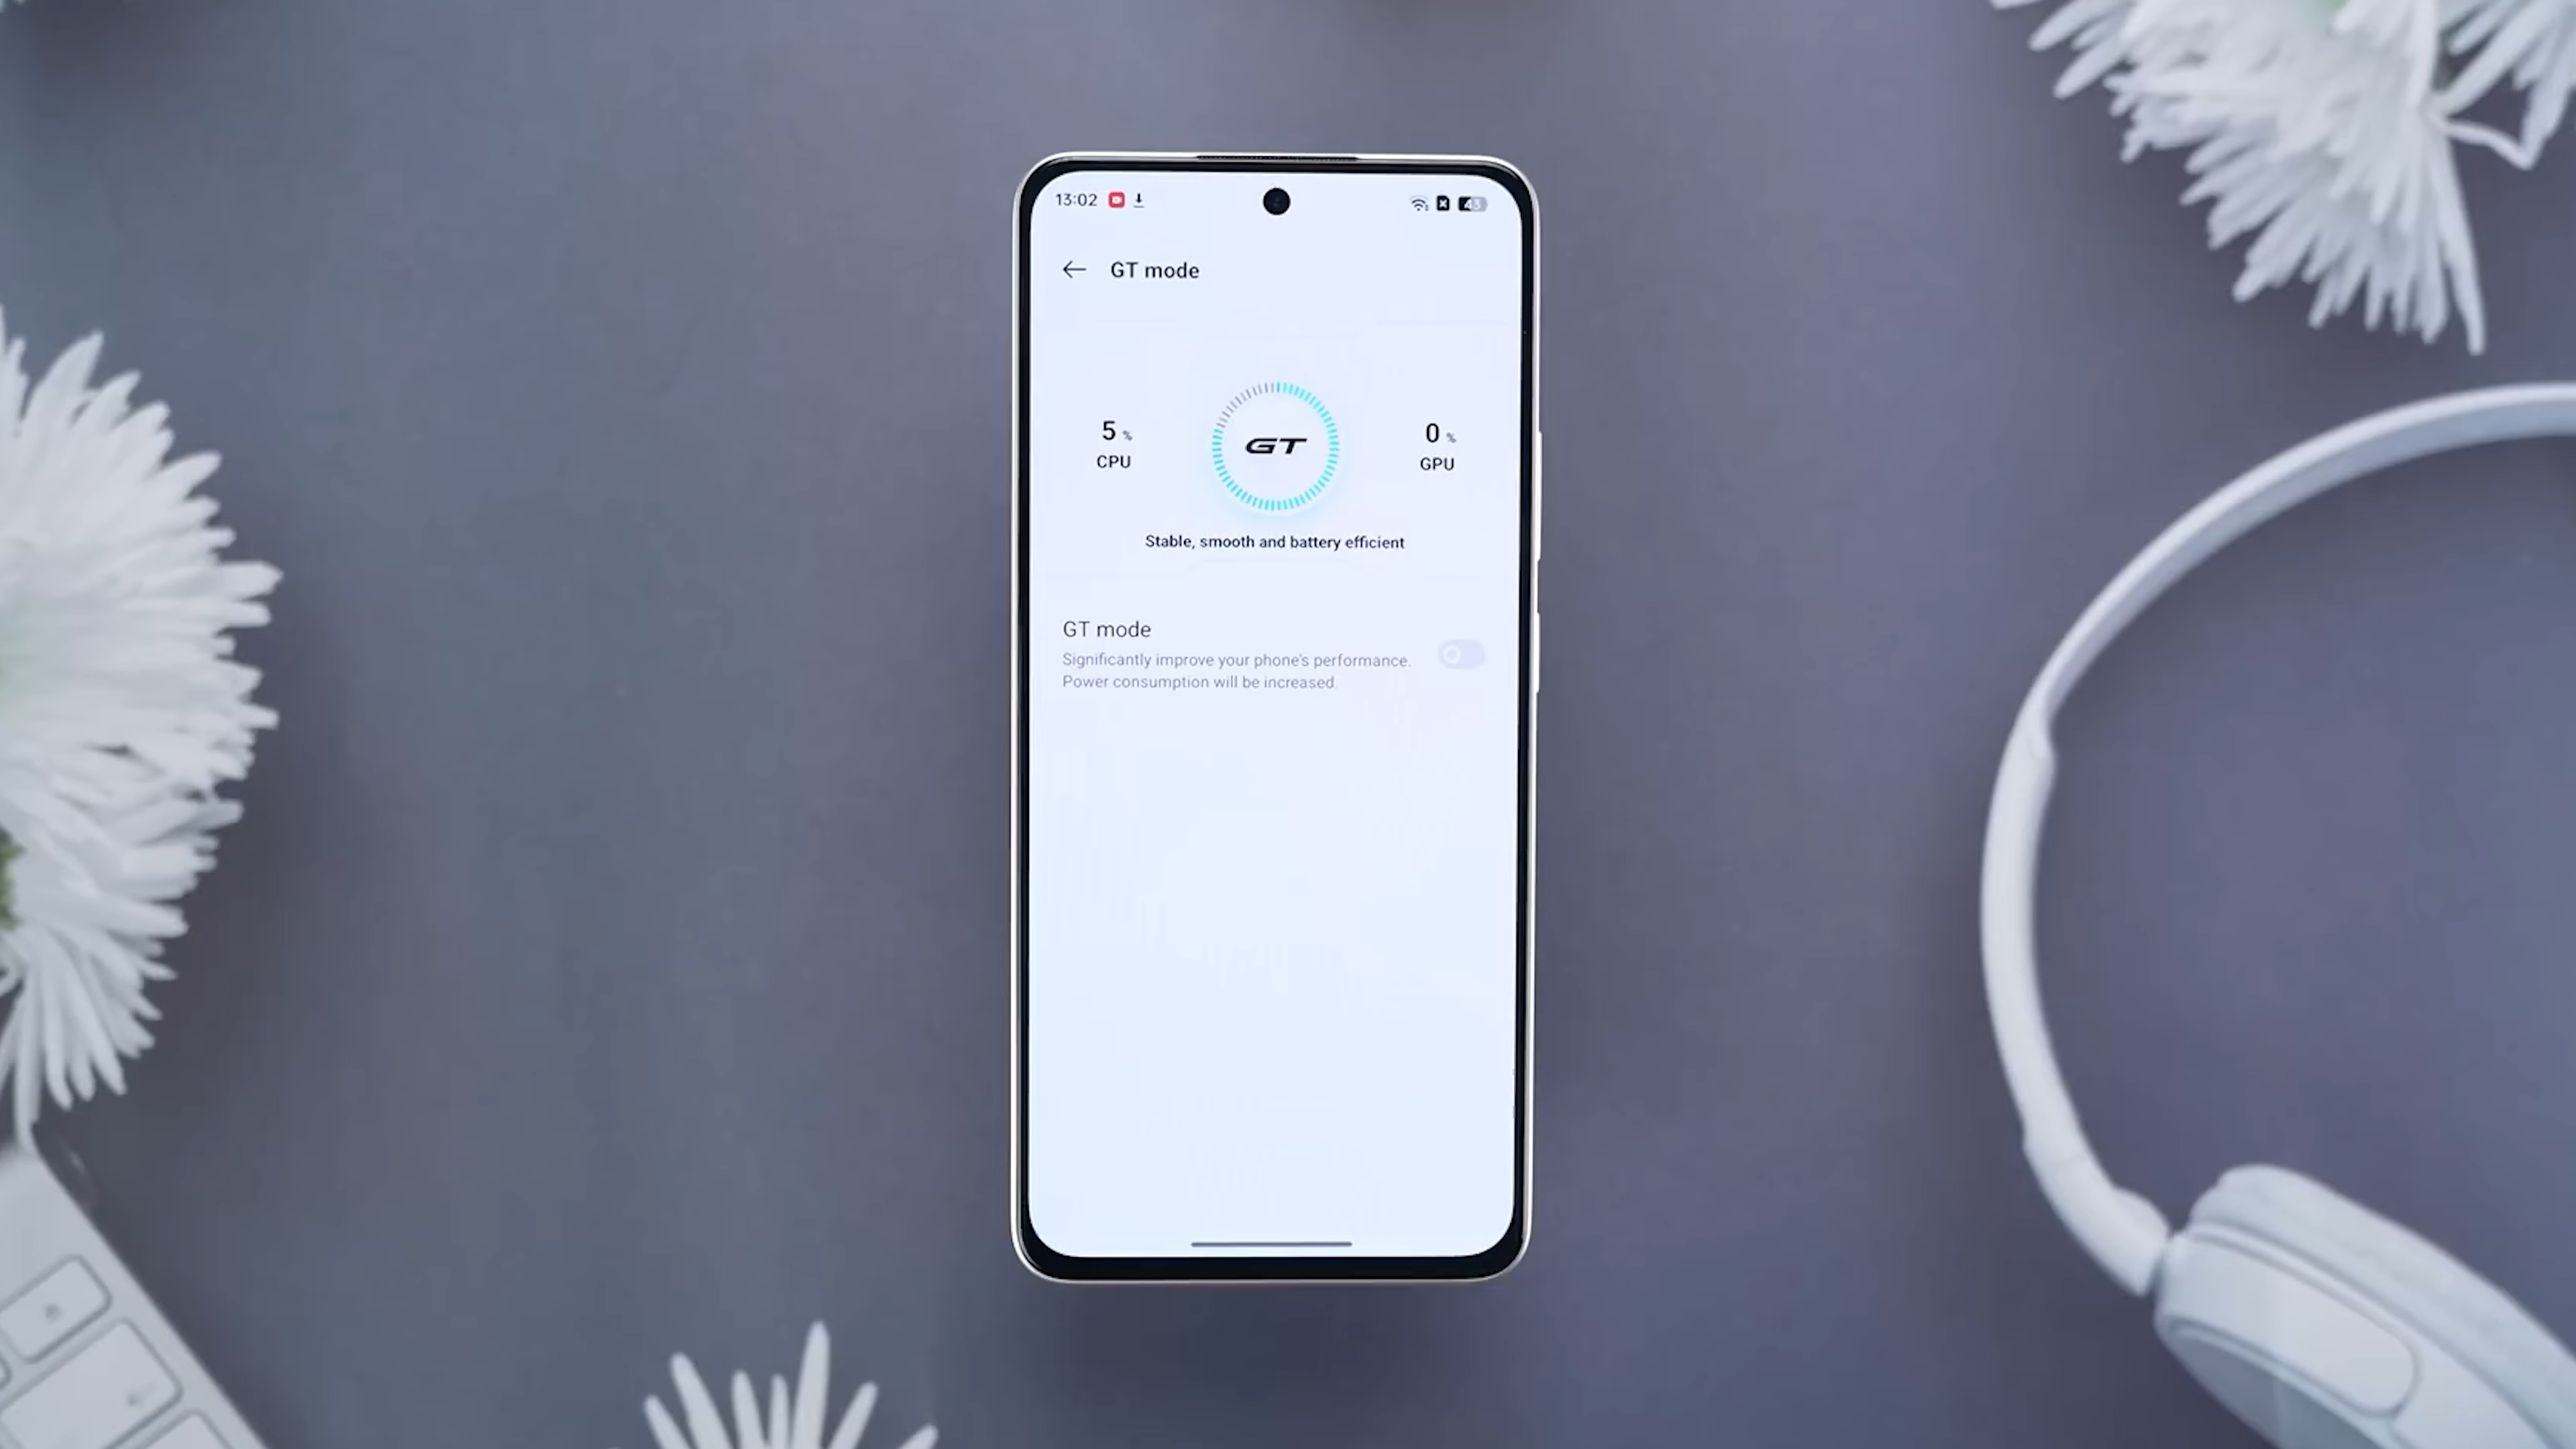 13:02
43
GT mode
5 %
CPU
GT
0 %
GPU
Stable, smooth and battery efficient
GT mode
Significantly improve your phone's performance.
Power consumption will be increased.